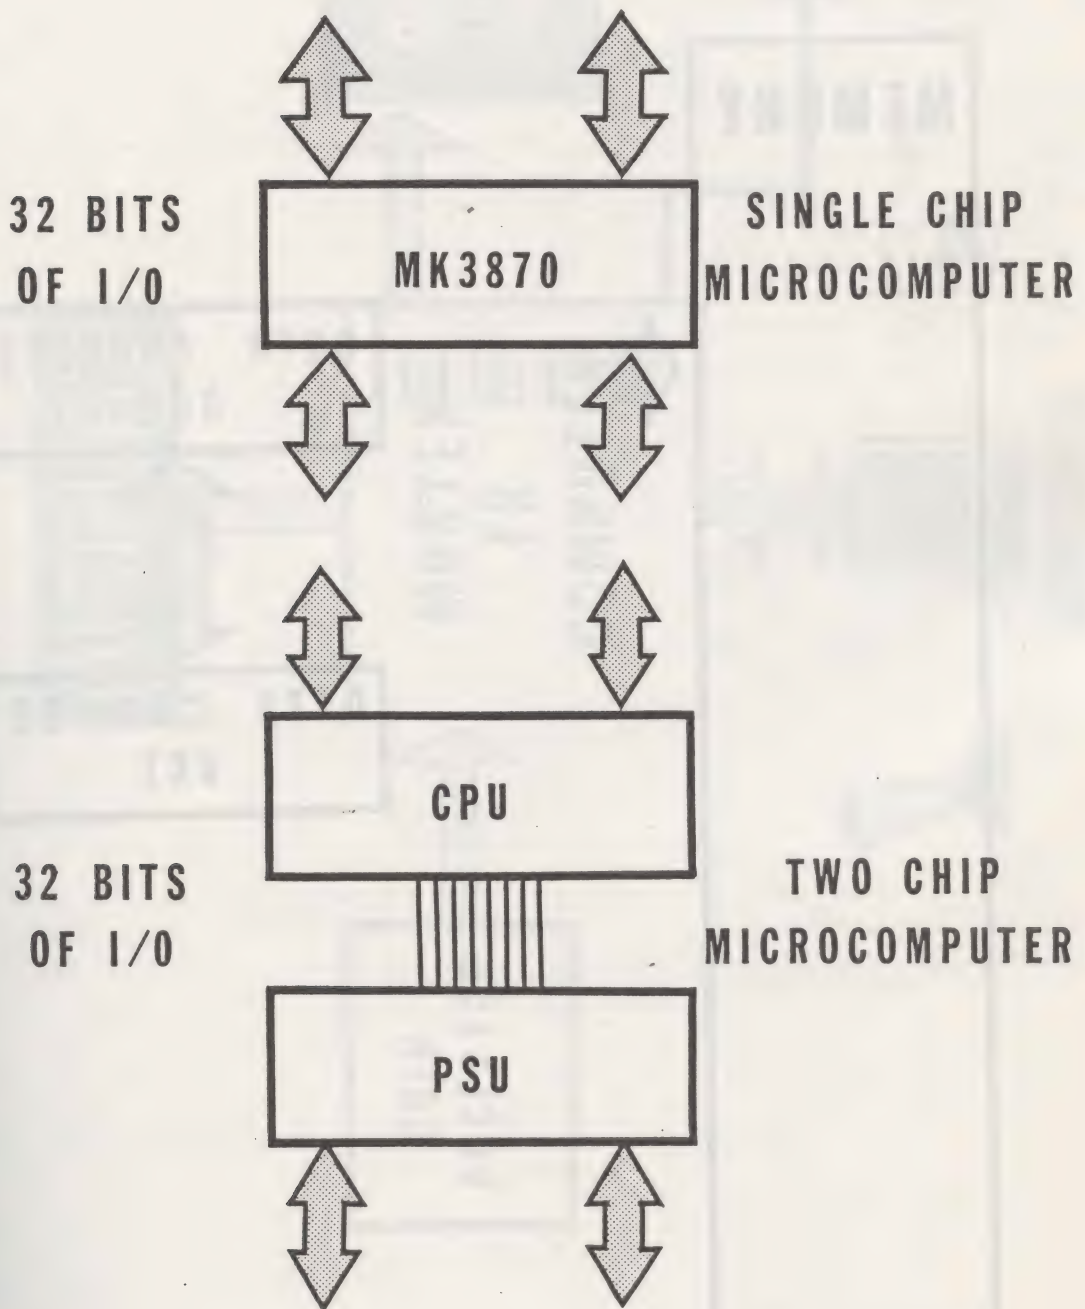 32 BITS
OF I/O
MK3870
SINGLE CHIP
MICROCOMPUTER
CPU
32 BITS
OF I/O
TWO CHIP
MICROCOMPUTER
PSU